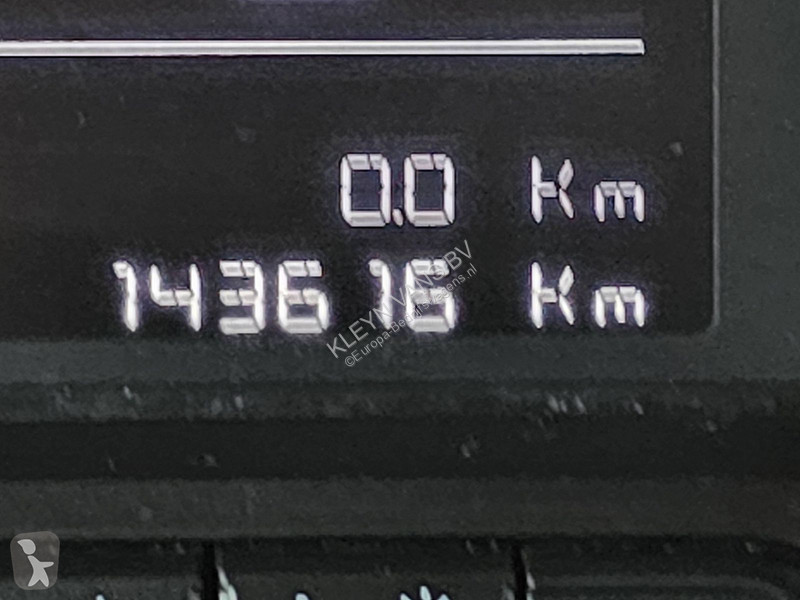 0.0 Km
143616 Km
KLEYN VANS BV
©Europa-Bedrijfswagens.nl